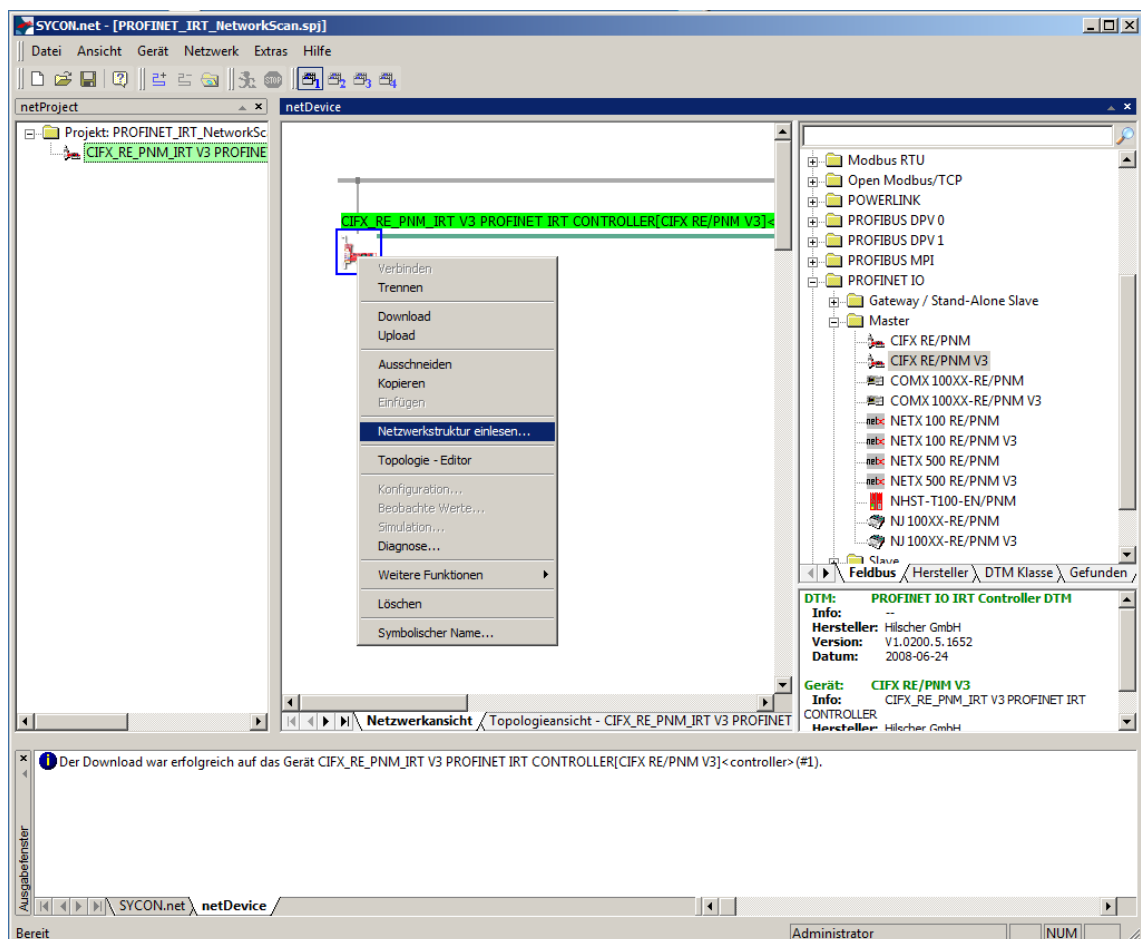 SYCON.net - [PROFINET_IRT_NetworkScan.spj]
Datei Ansicht Gerät Netzwerk Extras Hilfe
netProject
Projekt: PROFINET_IRT_NetworkSc
CIFX_RE_PNM_IRT V3 PROFINE
netDevice
CIFX_RE_PNM_IRT V3 PROFINET IRT CONTROLLER[CIFX RE/PNM V3]<
Verbinden
Trennen
Download
Upload
Ausschneiden
Kopieren
Einfügen
Netzwerkstruktur einlesen...
Topologie - Editor
Konfiguration...
Beobachte Werte...
Simulation...
Diagnose...
Weitere Funktionen
Löschen
Symbolischer Name...
Netzwerkansicht Topologieansicht - CIFX_RE_PNM_IRT V3 PROFINET
Modbus RTU
Open Modbus/TCP
POWERLINK
PROFIBUS DPV0
PROFIBUS DPV1
PROFIBUS MPI
PROFINET IO
Gateway / Stand-Alone Slave
Master
CIFX RE/PNM
CIFX RE/PNM V3
COMX 100XX-RE/PNM
COMX 100XX-RE/PNM V3
NETX 100 RE/PNM
NETX 100 RE/PNM V3
NETX 500 RE/PNM
NETX 500 RE/PNM V3
NHST-T100-EN/PNM
NJ 100XX-RE/PNM
NJ 100XX-RE/PNM V3
Slave
Feldbus Hersteller DTM Klasse Gefunden
DTM: PROFINET IO IRT Controller DTM
Info: --
Hersteller: Hilscher GmbH
Version: V1.0200.5.1652
Datum: 2008-06-24
Gerät: CIFX RE/PNM V3
Info: CIFX_RE_PNM_IRT V3 PROFINET IRT
CONTROLLER
Hersteller: Hilscher GmbH
Der Download war erfolgreich auf das Gerät CIFX_RE_PNM_IRT V3 PROFINET IRT CONTROLLER[CIFX RE/PNM V3]<controller>(#1).
Ausgabefenster
SYCON.net netDevice
Bereit
Administrator
NUM